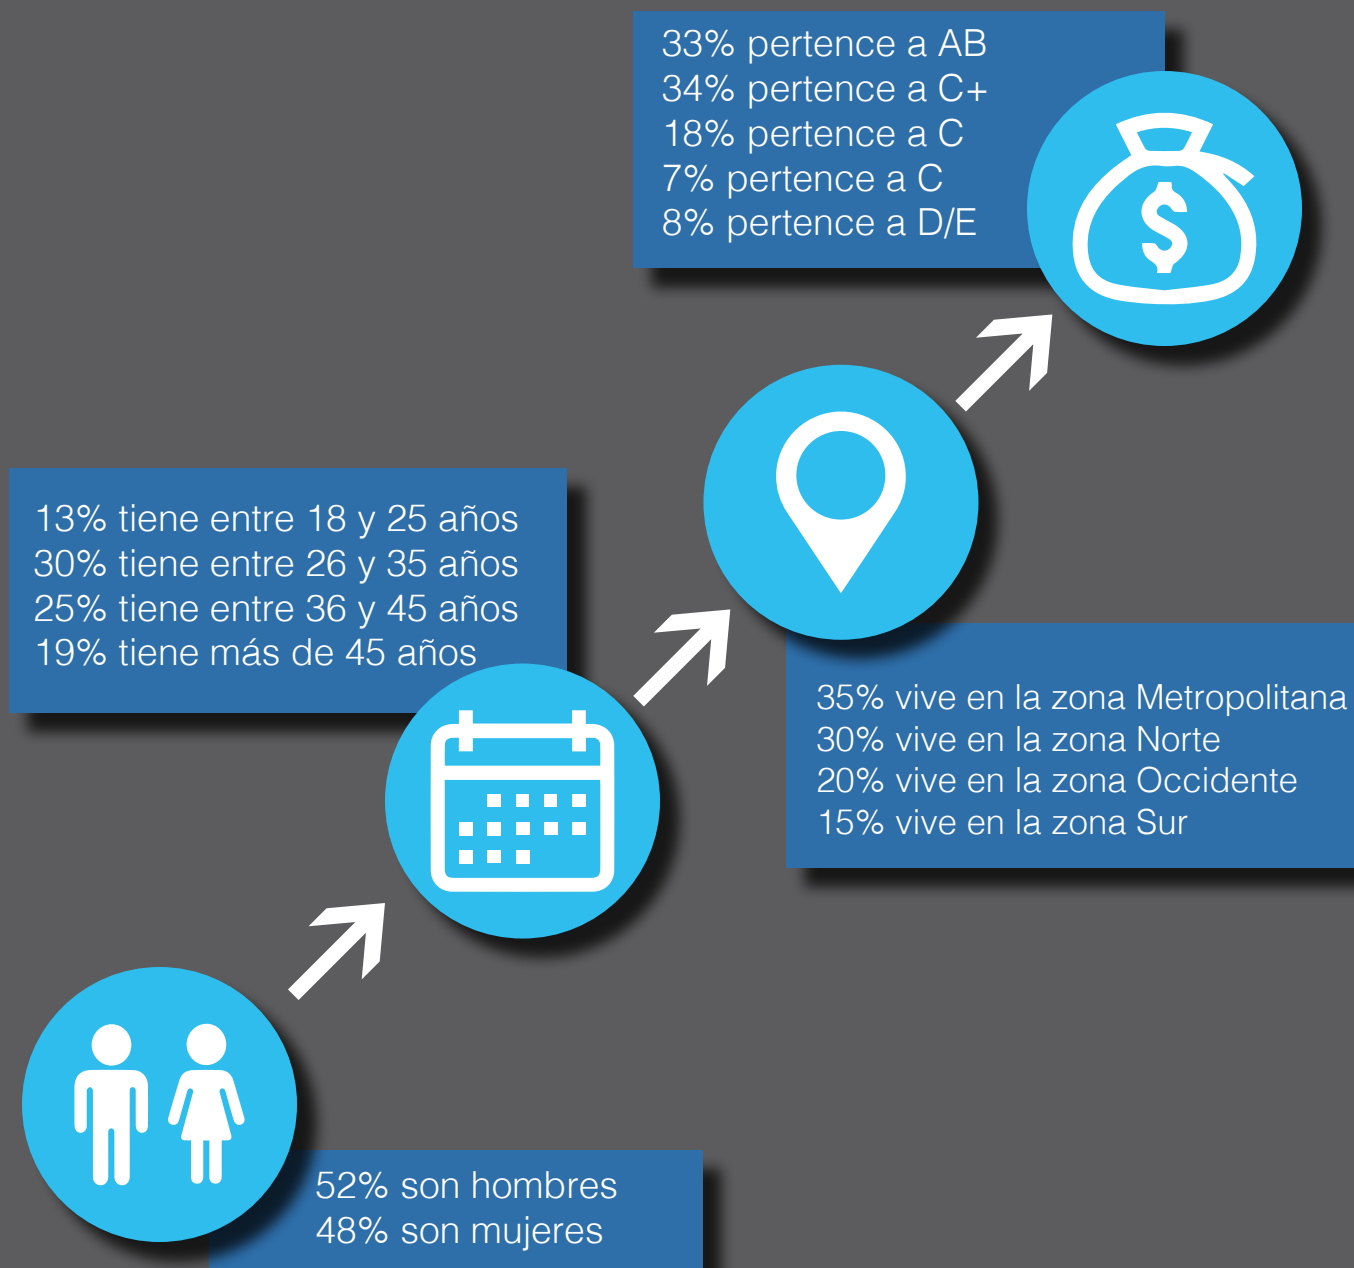 33% pertence a AB
34% pertence a C+
18% pertence a C
7% pertence a C
8% pertence a D/E
$
13% tiene entre 18 y 25 años
30% tiene entre 26 y 35 años
25% tiene entre 36 y 45 años
19% tiene más de 45 años
35% vive en la zona Metropolitana
30% vive en la zona Norte
20% vive en la zona Occidente
15% vive en la zona Sur
52% son hombres
48% son mujeres